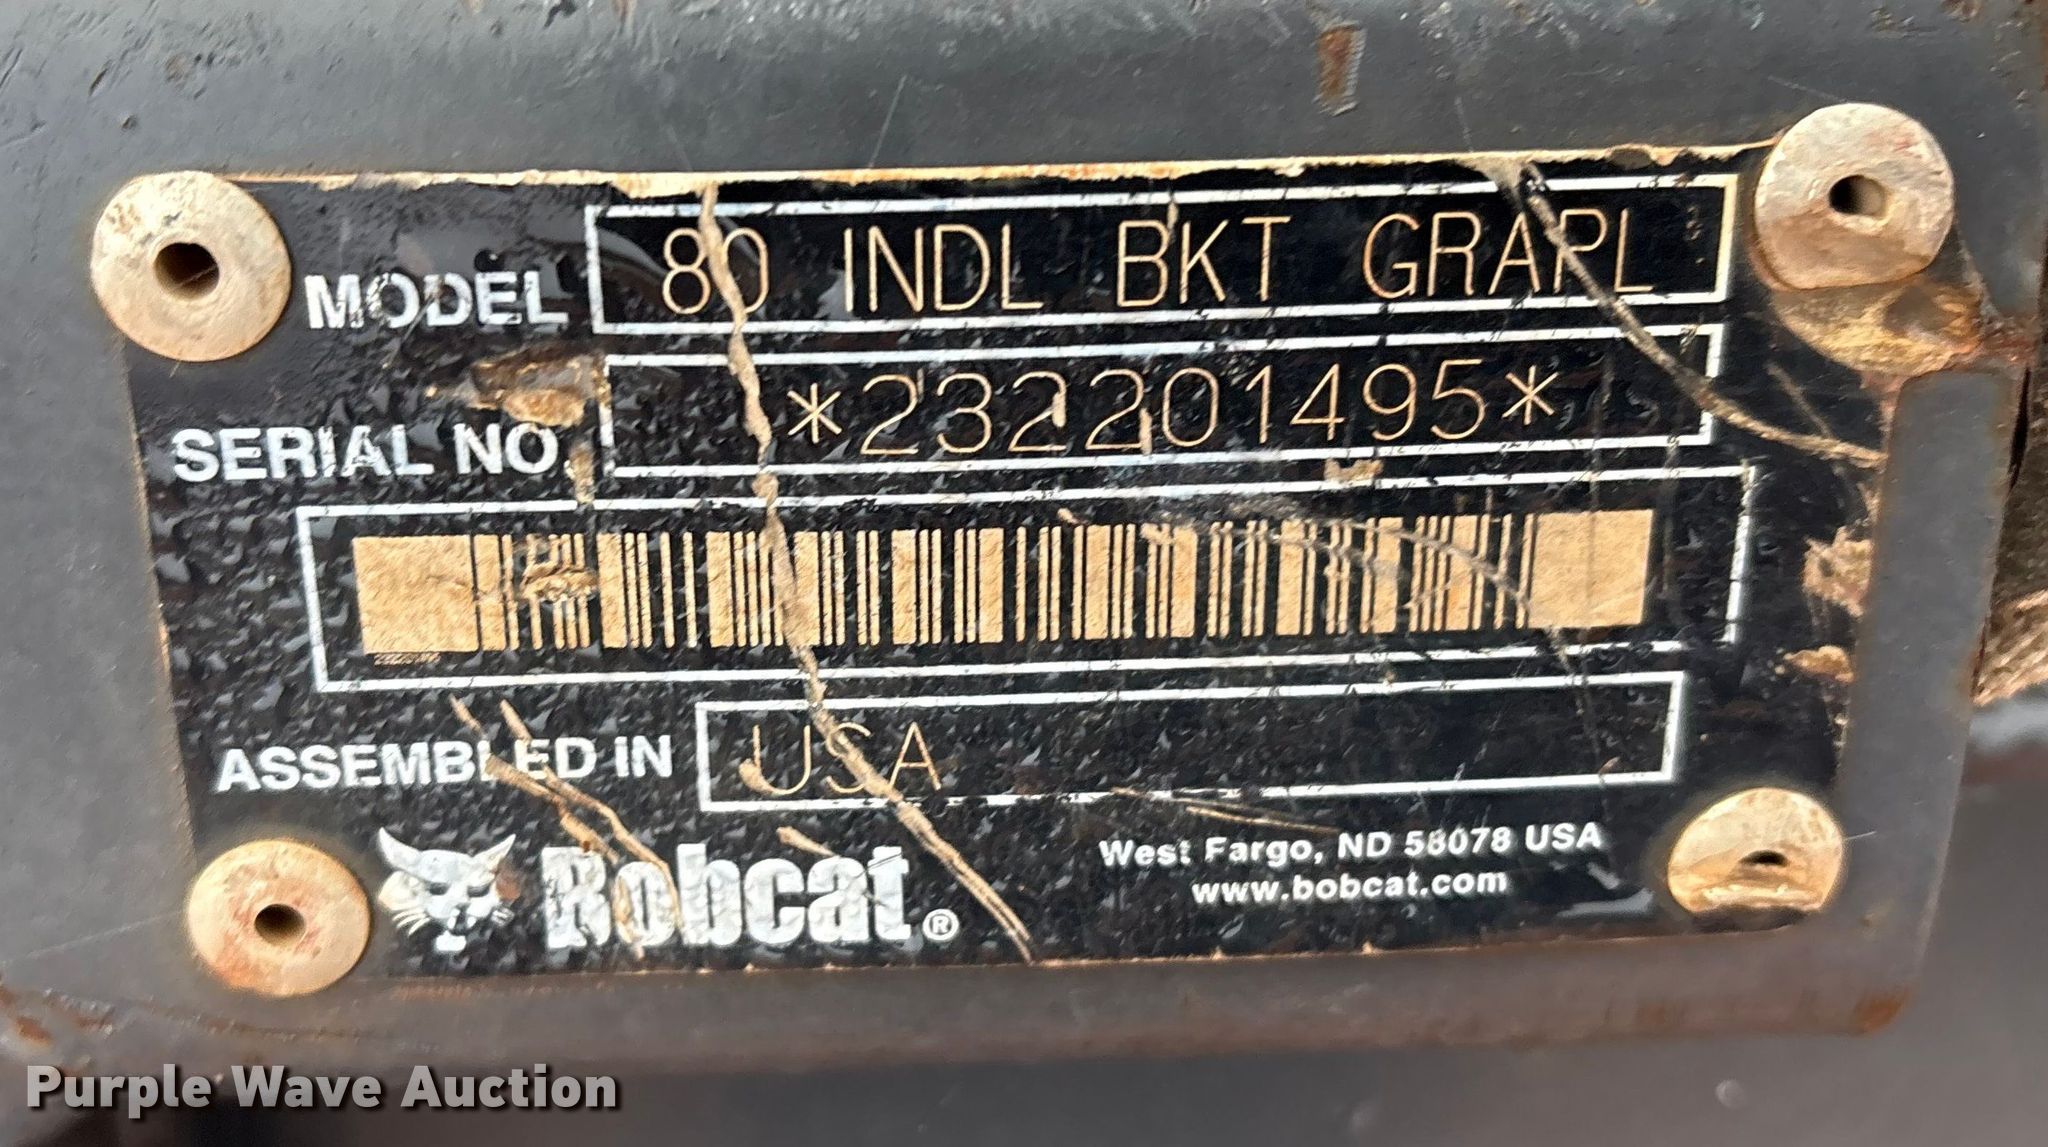 MODEL 80 INDL BKT GRAPL
SERIAL NO. *232201495*
ASSEMBLED IN USA
Bobcat®
West Fargo, ND 58078 USA
www.bobcat.com
Purple Wave Auction